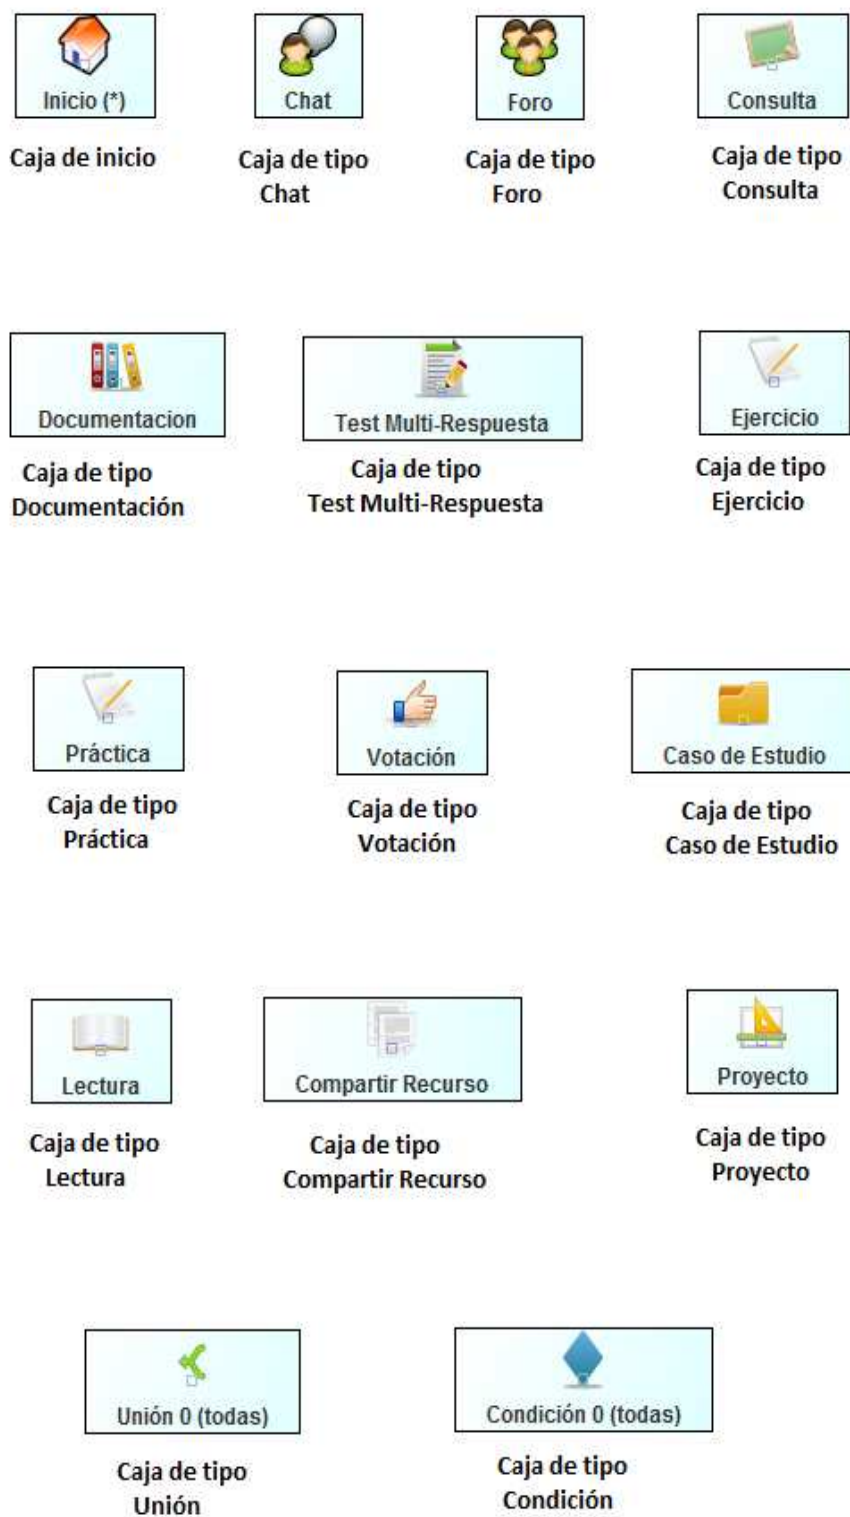 Inicio (*)
Chat
Foro
Consulta
Caja de inicio
Caja de tipo
Chat
Caja de tipo
Foro
Caja de tipo
Consulta
Documentacion
Test Multi-Respuesta
Ejercicio
Caja de tipo
Documentación
Caja de tipo
Test Multi-Respuesta
Caja de tipo
Ejercicio
Práctica
Votación
Caso de Estudio
Caja de tipo
Práctica
Caja de tipo
Votación
Caja de tipo
Caso de Estudio
Lectura
Compartir Recurso
Proyecto
Caja de tipo
Lectura
Caja de tipo
Compartir Recurso
Caja de tipo
Proyecto
Unión 0 (todas)
Condición 0 (todas)
Caja de tipo
Unión
Caja de tipo
Condición